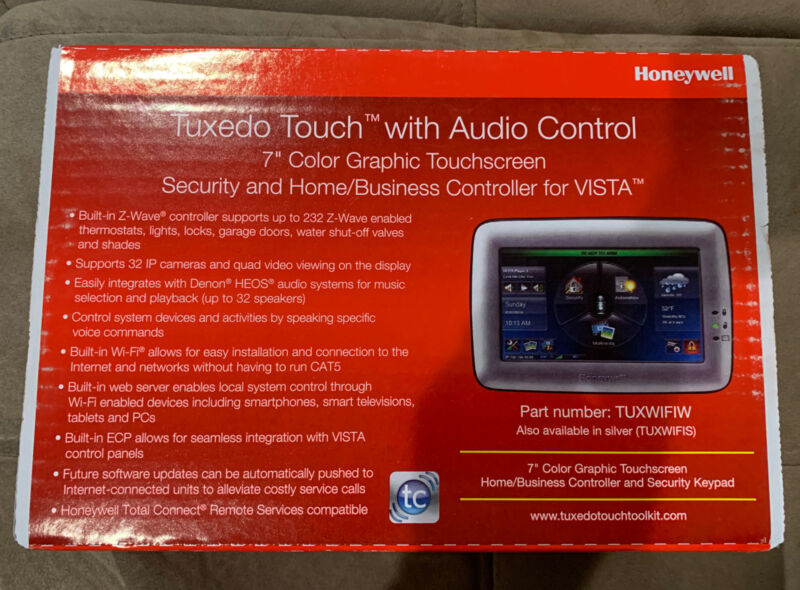 Honeywell
Tuxedo Touch™ with Audio Control
7" Color Graphic Touchscreen
Security and Home/Business Controller for VISTA™
• Built-in Z-Wave® controller supports up to 232 Z-Wave enabled
thermostats, lights, locks, garage doors, water shut-off valves
and shades
• Supports 32 IP cameras and quad video viewing on the display
• Easily integrates with Denon® HEOS® audio systems for music
selection and playback (up to 32 speakers)
• Control system devices and activities by speaking specific
voice commands
• Built-in Wi-Fi® allows for easy installation and connection to the
Internet and networks without having to run CAT5
• Built-in web server enables local system control through
Wi-Fi enabled devices including smartphones, smart televisions,
tablets and PCs
• Built-in ECP allows for seamless integration with VISTA
control panels
• Future software updates can be automatically pushed to
Internet-connected units to alleviate costly service calls
• Honeywell Total Connect® Remote Services compatible
tc
READY TO ARM
Security
Automation
Sunday
10:13 AM
Multimedia
52°F
Honeywell
Part number: TUXWIFIW
Also available in silver (TUXWIFIS)
7" Color Graphic Touchscreen
Home/Business Controller and Security Keypad
www.tuxedotouchtoolkit.com